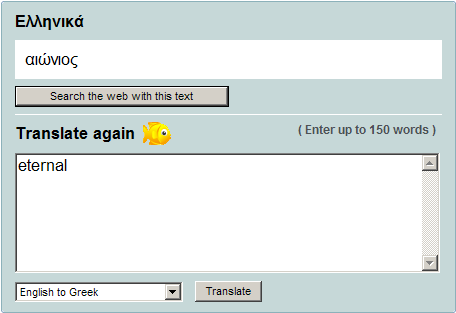 Ελληνικά
αιώνιος
Search the web with this text
Translate again
( Enter up to 150 words )
eternal
English to Greek
Translate